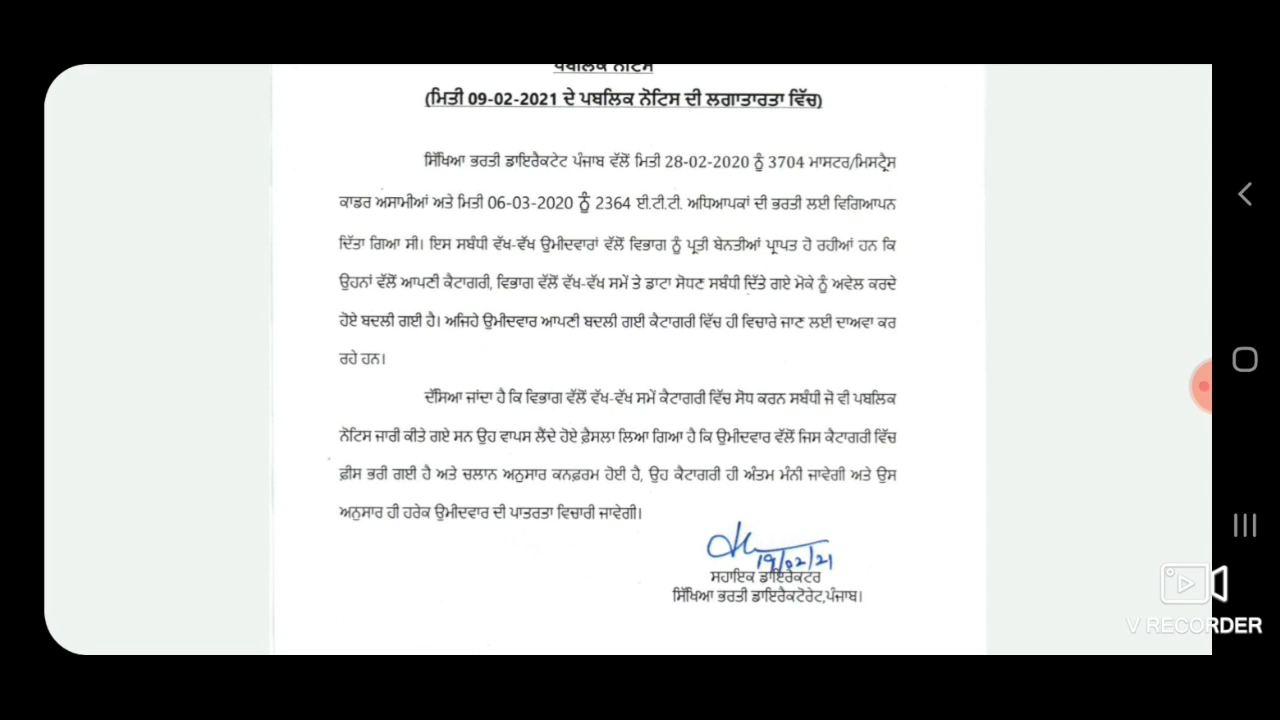 ਪਬਲਿਕ ਨੋਟਿਸ
(ਮਿਤੀ 09-02-2021 ਦੇ ਪਬਲਿਕ ਨੋਟਿਸ ਦੀ ਲਗਾਤਾਰਤਾ ਵਿੱਚ)
ਸਿੱਖਿਆ ਭਰਤੀ ਡਾਇਰੈਕਟੇਟ ਪੰਜਾਬ ਵੱਲੋਂ ਮਿਤੀ 28-02-2020 ਨੂੰ 3704 ਮਾਸਟਰ/ਮਿਸਟ੍ਰੈਸ
ਕਾਡਰ ਅਸਾਮੀਆਂ ਅਤੇ ਮਿਤੀ 06-03-2020 ਨੂੰ 2364 ਈ.ਟੀ.ਟੀ. ਅਧਿਆਪਕਾਂ ਦੀ ਭਰਤੀ ਲਈ ਵਿਗਿਆਪਨ
ਦਿੱਤਾ ਗਿਆ ਸੀ। ਇਸ ਸਬੰਧੀ ਵੱਖ-ਵੱਖ ਉਮੀਦਵਾਰਾਂ ਵੱਲੋਂ ਵਿਭਾਗ ਨੂੰ ਪ੍ਰਤੀ ਬੇਨਤੀਆਂ ਪ੍ਰਾਪਤ ਹੋ ਰਹੀਆਂ ਹਨ ਕਿ
ਉਹਨਾਂ ਵੱਲੋਂ ਆਪਣੀ ਕੈਟਾਗਰੀ, ਵਿਭਾਗ ਵੱਲੋਂ ਵੱਖ-ਵੱਖ ਸਮੇਂ ਤੇ ਡਾਟਾ ਸੋਧਣ ਸਬੰਧੀ ਦਿੱਤੇ ਗਏ ਮੋਕੇ ਨੂੰ ਅਵੇਲ ਕਰਦੇ
ਹੋਏ ਬਦਲੀ ਗਈ ਹੈ। ਅਜਿਹੇ ਉਮੀਦਵਾਰ ਆਪਣੀ ਬਦਲੀ ਗਈ ਕੈਟਾਗਰੀ ਵਿੱਚ ਹੀ ਵਿਚਾਰੇ ਜਾਣ ਲਈ ਦਾਅਵਾ ਕਰ
ਰਹੇ ਹਨ।
ਦੱਸਿਆ ਜਾਂਦਾ ਹੈ ਕਿ ਵਿਭਾਗ ਵੱਲੋਂ ਵੱਖ-ਵੱਖ ਸਮੇਂ ਕੈਟਾਗਰੀ ਵਿੱਚ ਸੋਧ ਕਰਨ ਸਬੰਧੀ ਜੋ ਵੀ ਪਬਲਿਕ
ਨੋਟਿਸ ਜਾਰੀ ਕੀਤੇ ਗਏ ਸਨ ਉਹ ਵਾਪਸ ਲੈਂਦੇ ਹੋਏ ਫ਼ੈਸਲਾ ਲਿਆ ਗਿਆ ਹੈ ਕਿ ਉਮੀਦਵਾਰ ਵੱਲੋਂ ਜਿਸ ਕੈਟਾਗਰੀ ਵਿੱਚ
ਫ਼ੀਸ ਭਰੀ ਗਈ ਹੈ ਅਤੇ ਚਲਾਨ ਅਨੁਸਾਰ ਕਨਫ਼ਰਮ ਹੋਈ ਹੈ, ਉਹ ਕੈਟਾਗਰੀ ਹੀ ਅੰਤਮ ਮੰਨੀ ਜਾਵੇਗੀ ਅਤੇ ਉਸ
ਅਨੁਸਾਰ ਹੀ ਹਰੇਕ ਉਮੀਦਵਾਰ ਦੀ ਪਾਤਰਤਾ ਵਿਚਾਰੀ ਜਾਵੇਗੀ।
19/02/21
ਸਹਾਇਕ ਡਾਇਰੈਕਟਰ
ਸਿੱਖਿਆ ਭਰਤੀ ਡਾਇਰੈਕਟੋਰੇਟ,ਪੰਜਾਬ।
V RECORDER